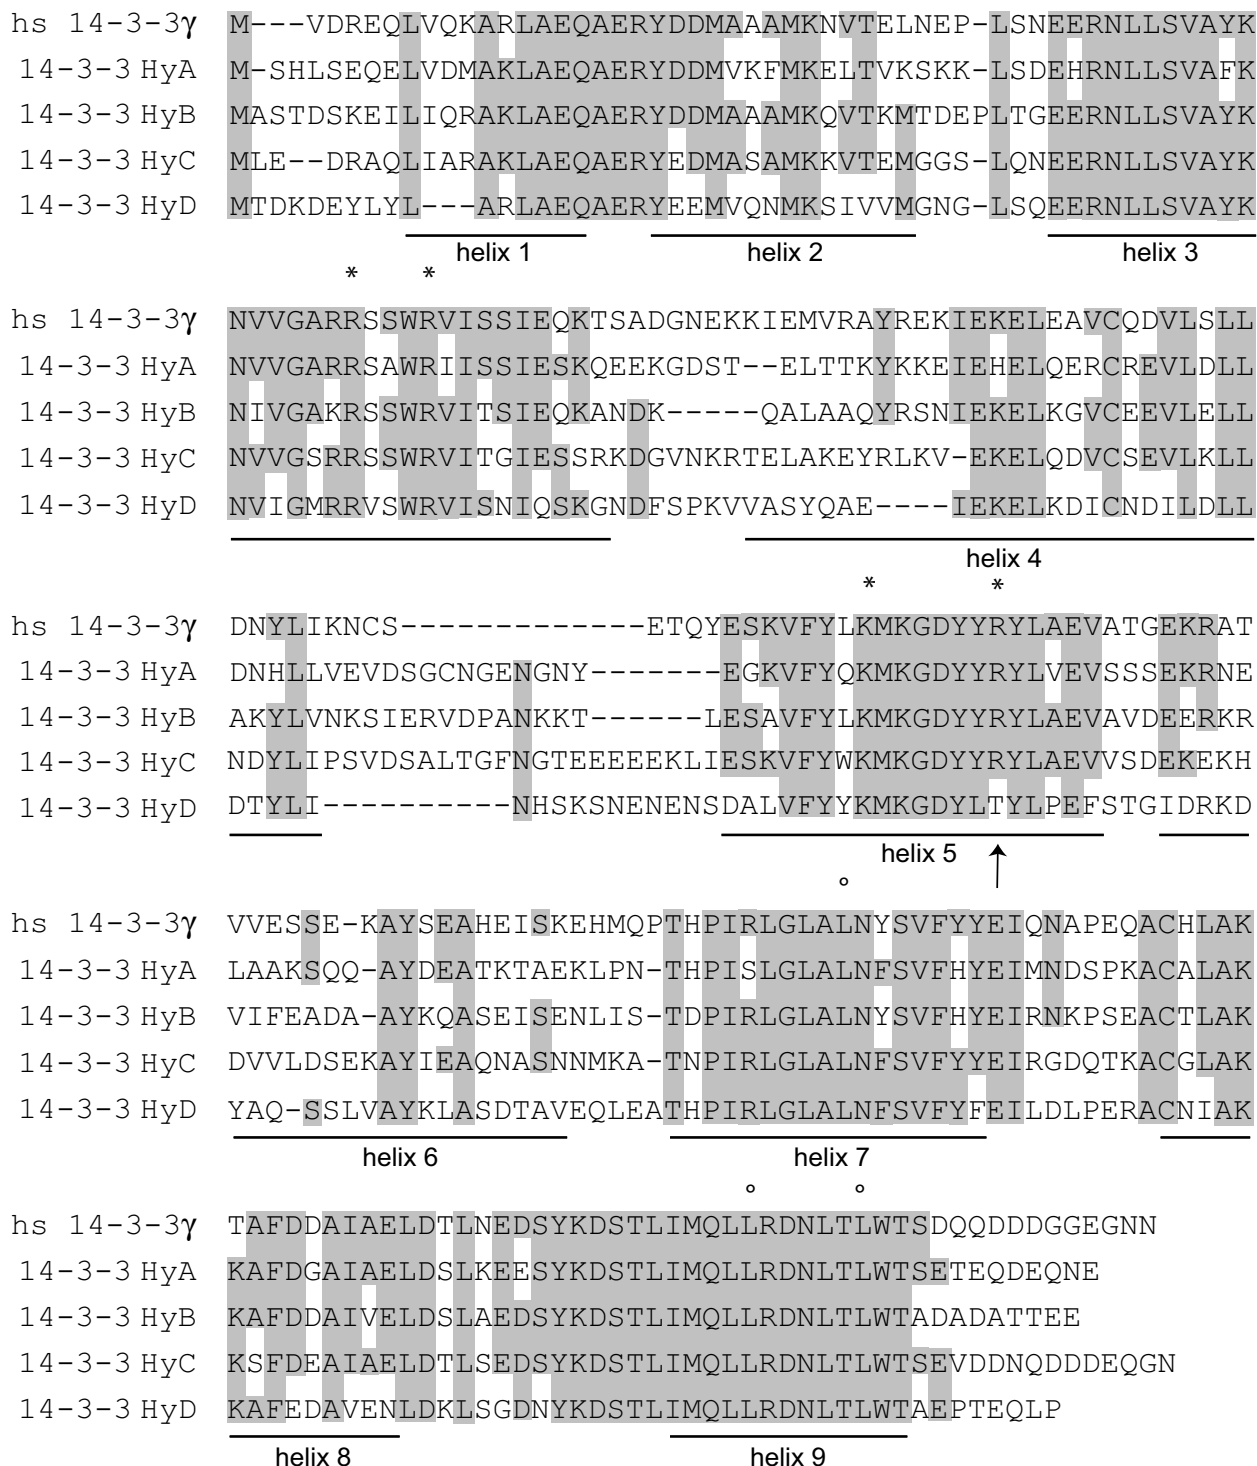 hs 14-3-3γ M---VDREQLVQKARLAEQAERYDDMAAAMKNVTELNEP-LSNEERNLLSVAYK
14-3-3 HyA M-SHLSEQELVDMAKLAEQAERYDDMVKFMKELTVKSKK-LSDEHRNLLSVAFK
14-3-3 HyB MASTDSKEILIQRAKLAEQAERYDDMAAAMKQVTKMTDEPLTGEERNLLSVAYK
14-3-3 HyC MLE--DRAQLIARAKLAEQAERYEDMASAMKKVTEMGGS-LQNEERNLLSVAYK
14-3-3 HyD MTDKDEYLYL---ARLAEQAERYEEMVQNMKSIVVMGNG-LSQEERNLLSVAYK
helix 1 helix 2 helix 3
* *
hs 14-3-3γ NVVGARRSSWRVISSIEQKTSADGNEKKIEMVRAYREKIEKELEAVCQDVLSLL
14-3-3 HyA NVVGARRSAWRIISSIESKQEEKGDST--ELTTKYKKEIEHELQERCREVLDLL
14-3-3 HyB NIVGAKRSSWRVITSIEQKANDK-----QALAAQYRSNIEKELKGVCEEVLELL
14-3-3 HyC NVVGSRRSSWRVITGIESSRKDGVNKRTELAKEYRLKV-EKELQDVCSEVLKLL
14-3-3 HyD NVIGMRRVSWRVISNIQSKGNDFSPKVVASYQAE----IEKELKDICNDILDLL
helix 4
* *
hs 14-3-3γ DNYLIKNCS-------------ETQYESKVFYLKMKGDYYRYLAEVATGEKRAT
14-3-3 HyA DNHLLVEVDSGCNGENGNY-------EGKVFYQKMKGDYYRYLVEVSSSEKRNE
14-3-3 HyB AKYLVNKSIERVDPANKKT------LESAVFYLKMKGDYYRYLAEVAVDEERKR
14-3-3 HyC NDYLIPSVDSALTGFNGTEEEEEKLIESKVFYWKMKGDYYRYLAEVVSDEKEKH
14-3-3 HyD DTYLI----------NHSKSNENENSDALVFYYKMKGDYLTYLPEFSTGIDRKD
helix 5 ↑
°
hs 14-3-3γ VVESSE-KAYSEAHEISKEHMQPTHPIRLGLALNYSVFYYEIQNAPEQACHLAK
14-3-3 HyA LAAKSQQ-AYDEATKTAEKLPN-THPISLGLALNFSVFHYEIMNDSPKACALAK
14-3-3 HyB VIFEADA-AYKQASEISENLIS-TDPIRLGLALNYSVFHYEIRNKPSEACTLAK
14-3-3 HyC DVVLDSEKAYIEAQNASNNMKA-TNPIRLGLALNFSVFYYEIRGDQTKACGLAK
14-3-3 HyD YAQ-SSLVAYKLASDTAVEQLEATHPIRLGLALNFSVFYFEILDLPERACNIAK
helix 6 helix 7
° °
hs 14-3-3γ TAFDDAIAELDTLNEDSYKDSTLIMQLLRDNLTLWTSDQQDDDGGEGNN
14-3-3 HyA KAFDGAIAELDSLKEESYKDSTLIMQLLRDNLTLWTSETEQDEQNE
14-3-3 HyB KAFDDAIVELDSLAEDSYKDSTLIMQLLRDNLTLWTADADATTEE
14-3-3 HyC KSFDEAIAELDTLSEDSYKDSTLIMQLLRDNLTLWTSEVDDNQDDDEQGN
14-3-3 HyD KAFEDAVENLDKLSGDNYKDSTLIMQLLRDNLTLWTAEPTEQLP
helix 8 helix 9